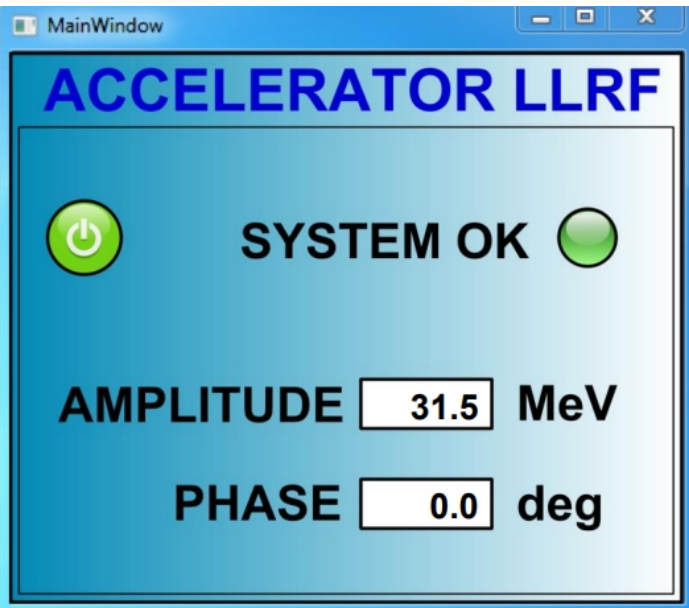 MainWindow
ACCELERATOR LLRF
SYSTEM OK
AMPLITUDE 31.5 MeV
PHASE 0.0 deg